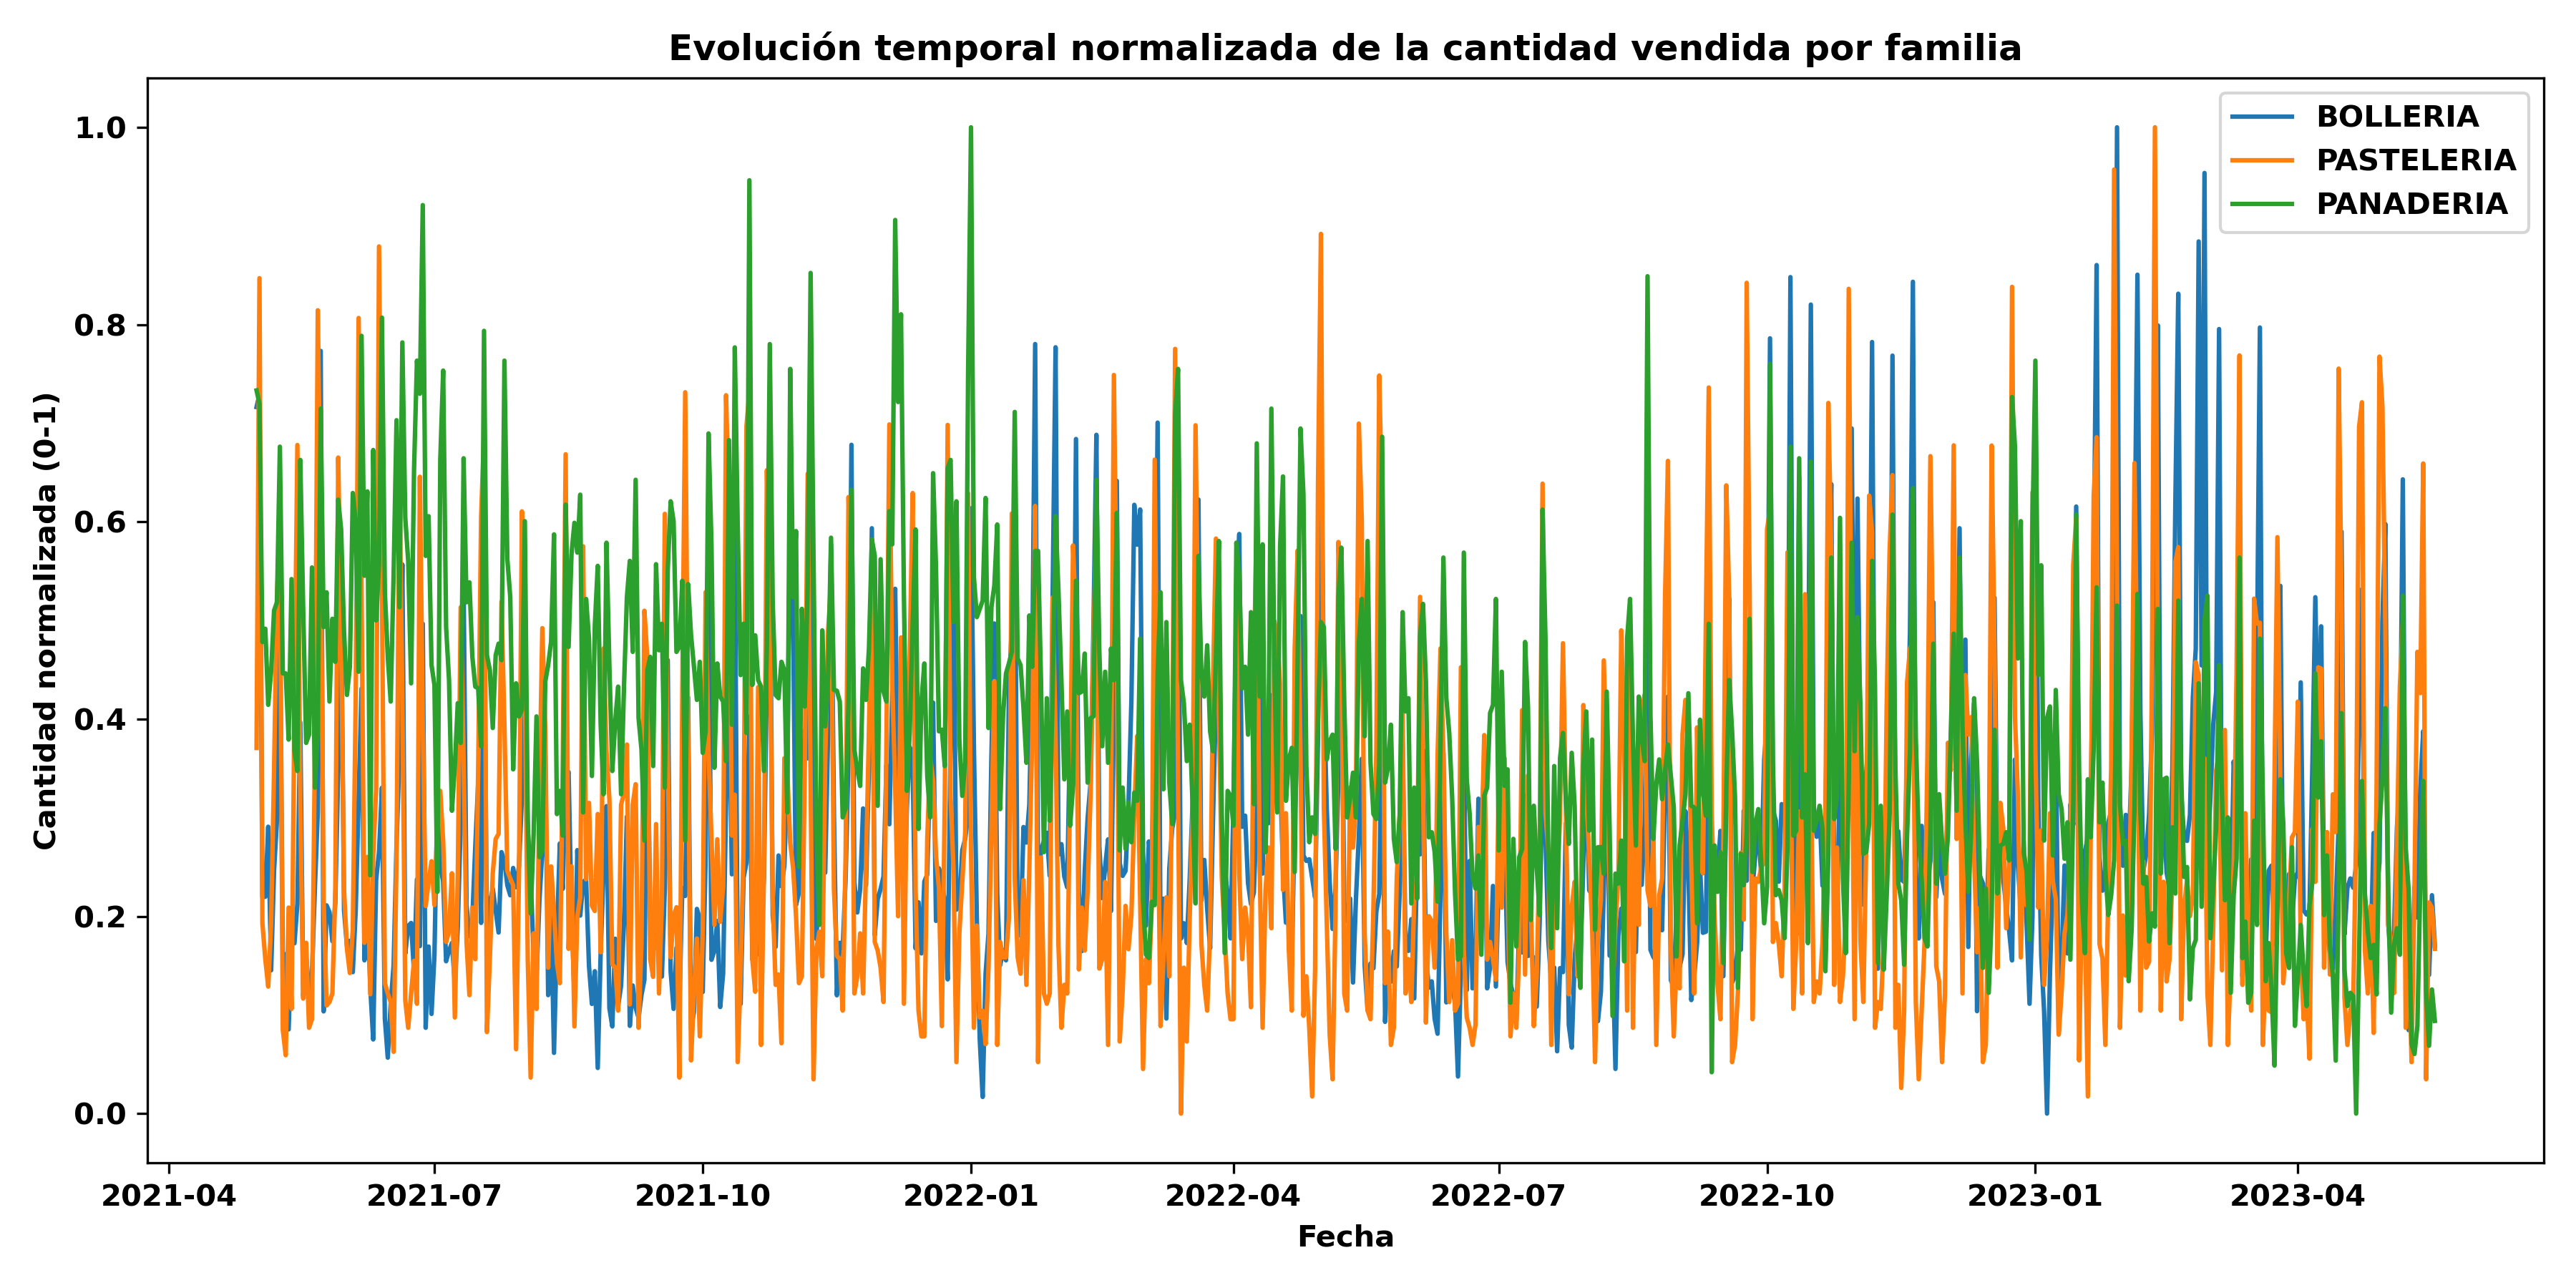 Evolución temporal normalizada de la cantidad vendida por familia
BOLLERIA
PASTELERIA
PANADERIA
Cantidad normalizada (0-1)
1.0
0.8
0.6
0.4
0.2
0.0
2021-04 2021-07 2021-10 2022-01 2022-04 2022-07 2022-10 2023-01 2023-04
Fecha